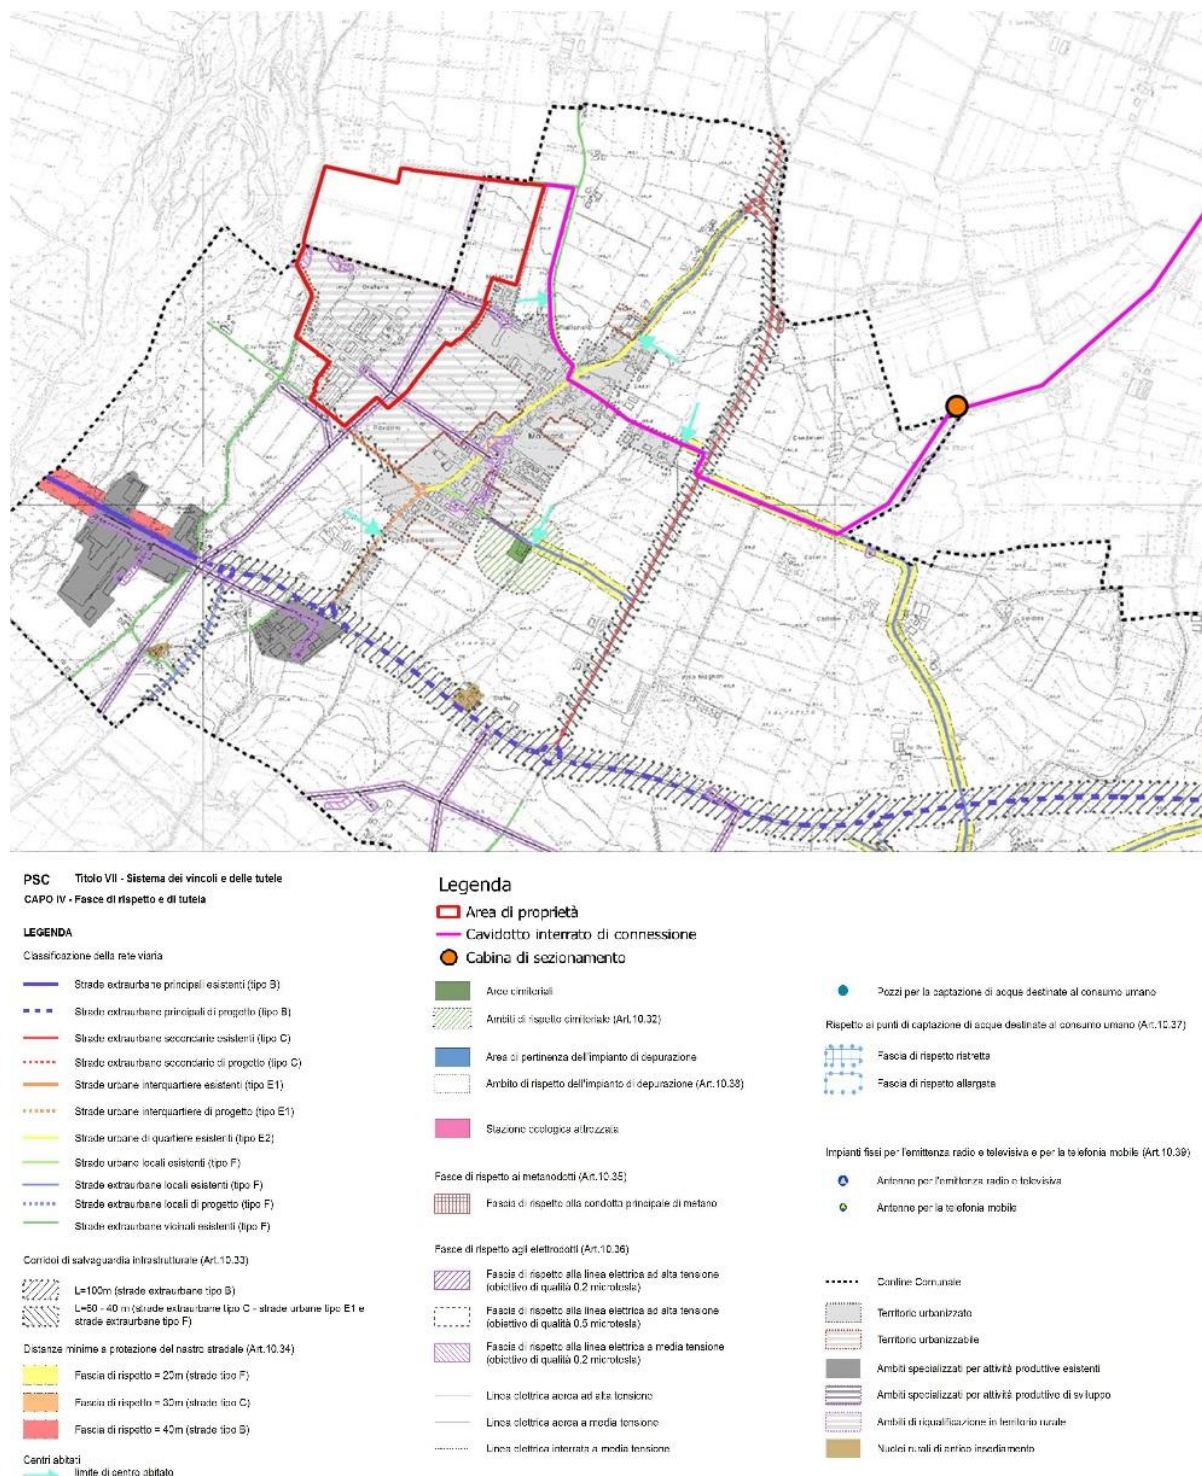 PSC Titolo VII - Sistema dei vincoli e delle tutele
CAPO IV - Fasce di rispetto e di tutela
LEGENDA
Classificazione della rete viaria
Strade extraurbane principali esistenti (tipo B)
Strade extraurbane principali di progetto (tipo B)
Strade extraurbane secondarie esistenti (tipo C)
Strade extraurbane secondarie di progetto (tipo C)
Strade urbane interquartiere esistenti (tipo E1)
Strade urbane interquartiere di progetto (tipo E1)
Strade urbane di quartiere esistenti (tipo E2)
Strade urbane locali esistenti (tipo F)
Strade extraurbane locali esistenti (tipo F)
Strade extraurbane locali di progetto (tipo F)
Strade extraurbane vicinali esistenti (tipo F)
Corridoi di salvaguardia infrastrutturale (Art.10.33)
L=100m (strade extraurbane tipo B)
L=60 - 40 m (strade extraurbane tipo C - strade urbane tipo E1 e
strade extraurbane tipo F)
Distanze minime a protezione del nastro stradale (Art.10.34)
Fascia di rispetto = 20m (strade tipo F)
Fascia di rispetto = 30m (strade tipo C)
Fascia di rispetto = 40m (strade tipo B)
Centri abitati
limite di centro abitato
Legenda
Area di proprietà
Cavidotto interrato di connessione
Cabina di sezionamento
Aree cimiteriali
Ambiti di rispetto cimiteriale (Art.10.32)
Area di pertinenza dell'impianto di depurazione
Ambito di rispetto dell'impianto di depurazione (Art.10.38)
Stazione ecologica attrezzata
Fasce di rispetto ai metanodotti (Art.10.35)
Fascia di rispetto alla condotta principale di metano
Fasce di rispetto agli elettrodotti (Art.10.36)
Fascia di rispetto alla linea elettrica ad alta tensione
(obiettivo di qualità 0.2 microtesla)
Fascia di rispetto alla linea elettrica ad alta tensione
(obiettivo di qualità 0.5 microtesla)
Fascia di rispetto alla linea elettrica a media tensione
(obiettivo di qualità 0.2 microtesla)
Linea elettrica aerea ad alta tensione
Linea elettrica aerea a media tensione
Linea elettrica interrata a media tensione
Pozzi per la captazione di acque destinate al consumo umano
Rispetto ai punti di captazione di acque destinate al consumo umano (Art.10.37)
Fascia di rispetto ristretta
Fascia di rispetto allargata
Impianti fissi per l'emittenza radio e televisiva e per la telefonia mobile (Art.10.39)
Antenne per l'emittenza radio e televisiva
Antenne per la telefonia mobile
Confine Comunale
Territorio urbanizzato
Territorio urbanizzabile
Ambiti specializzati per attività produttive esistenti
Ambiti specializzati per attività produttive di sviluppo
Ambiti di riqualificazione in territorio rurale
Nuclei rurali di antico insediamento